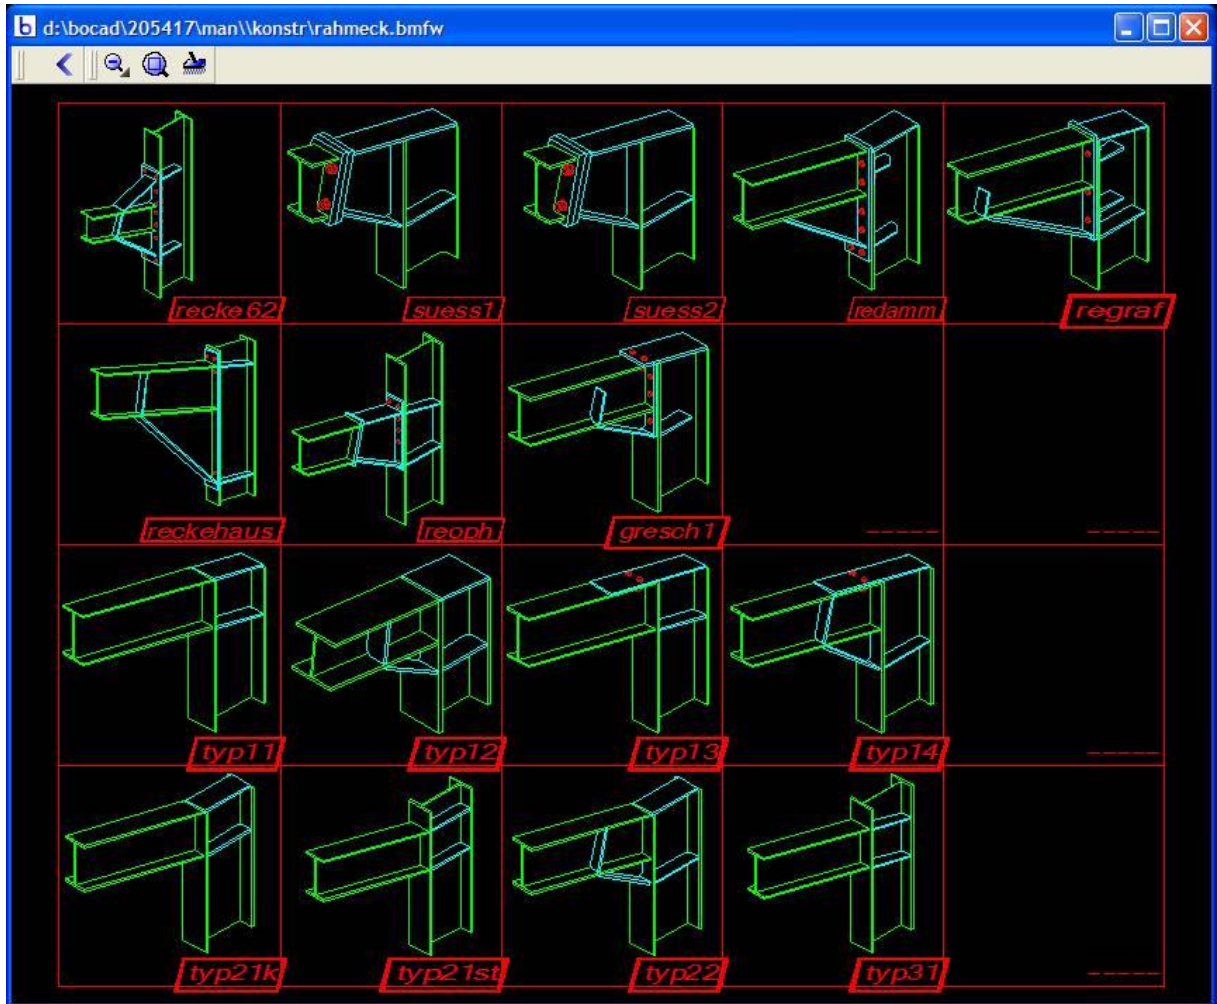 b d:\bocad\205417\man\\konstr\rahmeck.bmfw
recke62 suess1 suess2 redamm regraf
reckehaus reoph gresch1 ----- -----
typ11 typ12 typ13 typ14 -----
typ21k typ21st typ22 typ31 -----